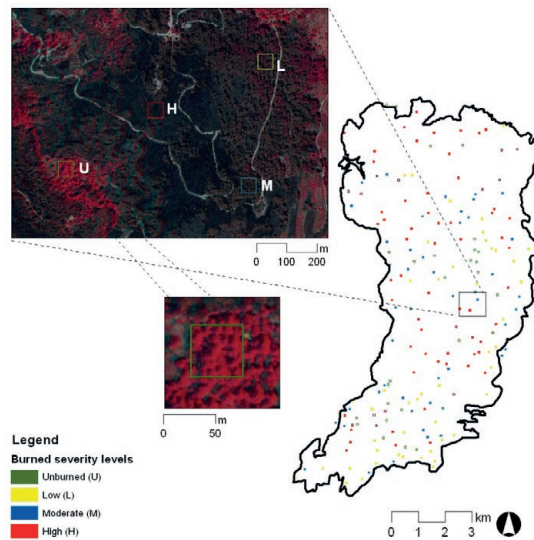 L
H
U
M
m
0 100 200
m
0 50
Legend
Burned severity levels
Unburned (U)
Low (L)
Moderate (M)
High (H)
km
0 1 2 3
N